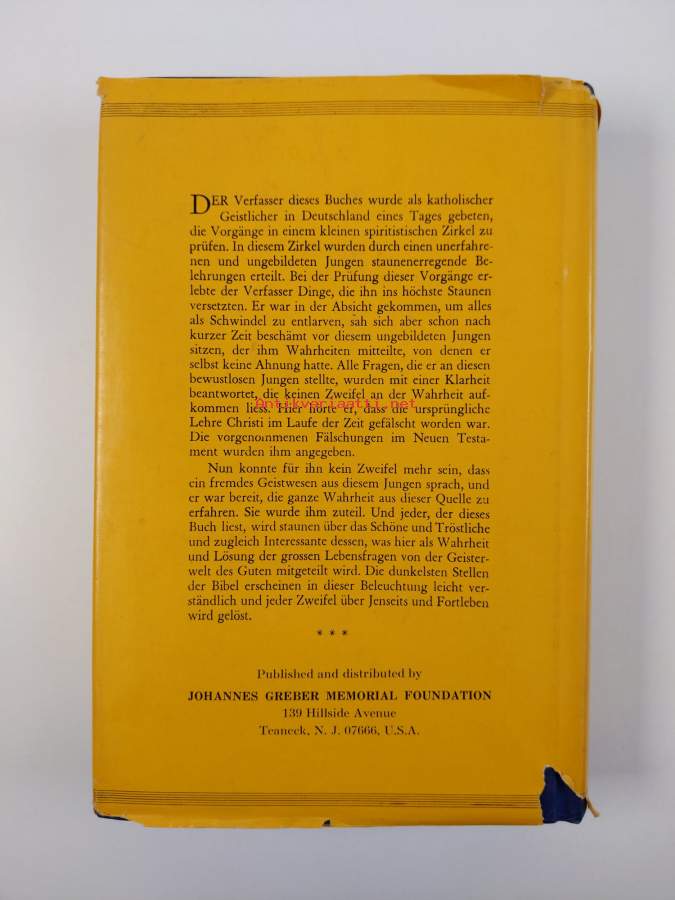 DER Verfasser dieses Buches wurde als katholischer
Geistlicher in Deutschland eines Tages gebeten,
die Vorgänge in einem kleinen spiritistischen Zirkel zu
prüfen. In diesem Zirkel wurden durch einen unerfahre-
nen und ungebildeten Jungen staunenerregende Be-
lehrungen erteilt. Bei der Prüfung dieser Vorgänge er-
lebte der Verfasser Dinge, die ihn ins höchste Staunen
versetzten. Er war in der Absicht gekommen, um alles
als Schwindel zu entlarven, sah sich aber schon nach
kurzer Zeit beschämt vor diesem ungebildeten Jungen
sitzen, der ihm Wahrheiten mitteilte, von denen er
selbst keine Ahnung hatte. Alle Fragen, die er an diesen
bewustlosen Jungen stellte, wurden mit einer Klarheit
beantwortet, die keinen Zweifel an der Wahrheit auf-
Antikvariaatti.net
kommen liess. Hier hörte er, dass die ursprüngliche
Lehre Christi im Laufe der Zeit gefälscht worden war.
Die vorgenommenen Fälschungen im Neuen Testa-
ment wurden ihm angegeben.
Nun konnte für ihn kein Zweifel mehr sein, dass
ein fremdes Geistwesen aus diesem Jungen sprach, und
er war bereit, die ganze Wahrheit aus dieser Quelle zu
erfahren. Sie wurde ihm zuteil. Und jeder, der dieses
Buch liest, wird staunen über das Schöne und Tröstliche
und zugleich Interessante dessen, was hier als Wahrheit
und Lösung der grossen Lebensfragen von der Geister-
welt des Guten mitgeteilt wird. Die dunkelsten Stellen
der Bibel erscheinen in dieser Beleuchtung leicht ver-
ständlich und jeder Zweifel über Jenseits und Fortleben
wird gelöst.
* * *
Published and distributed by
JOHANNES GREBER MEMORIAL FOUNDATION
139 Hillside Avenue
Teaneck, N. J. 07666, U.S.A.